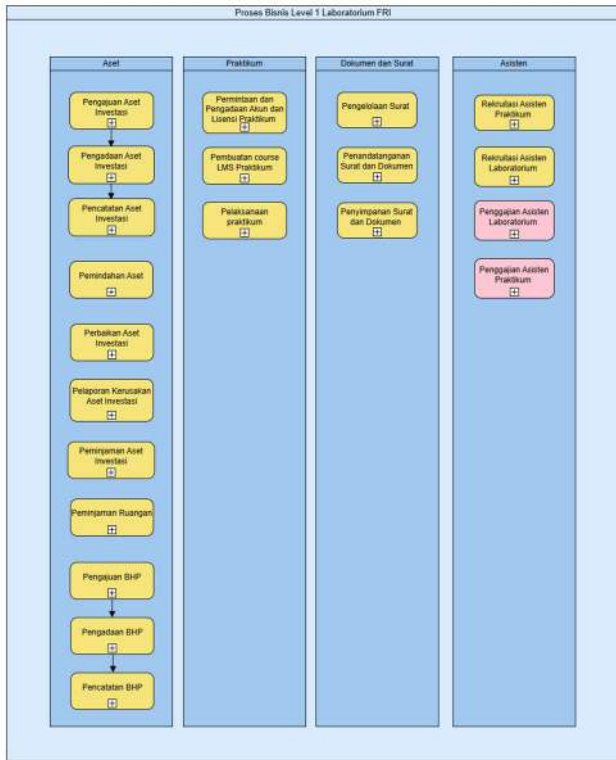 Proses Bisnis Level 1 Laboratorium FRI
Aset
Pengajuan Aset
Investasi
Pengadaan Aset
Investasi
Pencatatan Aset
Investasi
Pemindahan Aset
Perbaikan Aset
Investasi
Pelaporan Kerusakan
Aset Investasi
Peminjaman Aset
Investasi
Peminjaman Ruangan
Pengajuan BHP
Pengadaan BHP
Pencatatan BHP
Praktikum
Permintaan dan
Pengadaan Akun dan
Lisensi Praktikum
Pembuatan course
LMS Praktikum
Pelaksanaan
praktikum
Dokumen dan Surat
Pengelolaan Surat
Penandatanganan
Surat dan Dokumen
Penyimpanan Surat
dan Dokumen
Asisten
Rekruitasi Asisten
Praktikum
Rekruitasi Asisten
Laboratorium
Penggajian Asisten
Laboratorium
Penggajian Asisten
Praktikum